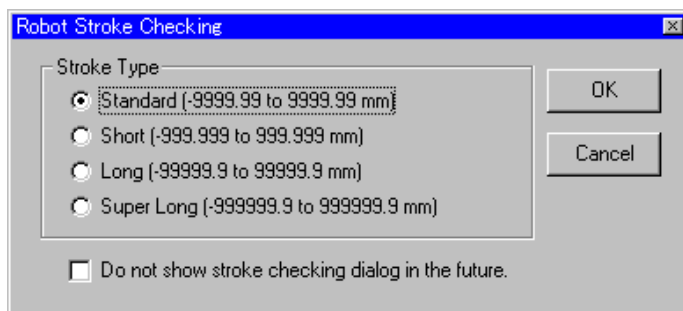 Robot Stroke Checking
Stroke Type
Standard (-9999.99 to 9999.99 mm)
OK
Short (-999.999 to 999.999 mm)
Long (-99999.9 to 99999.9 mm)
Cancel
Super Long (-999999.9 to 999999.9 mm)
Do not show stroke checking dialog in the future.